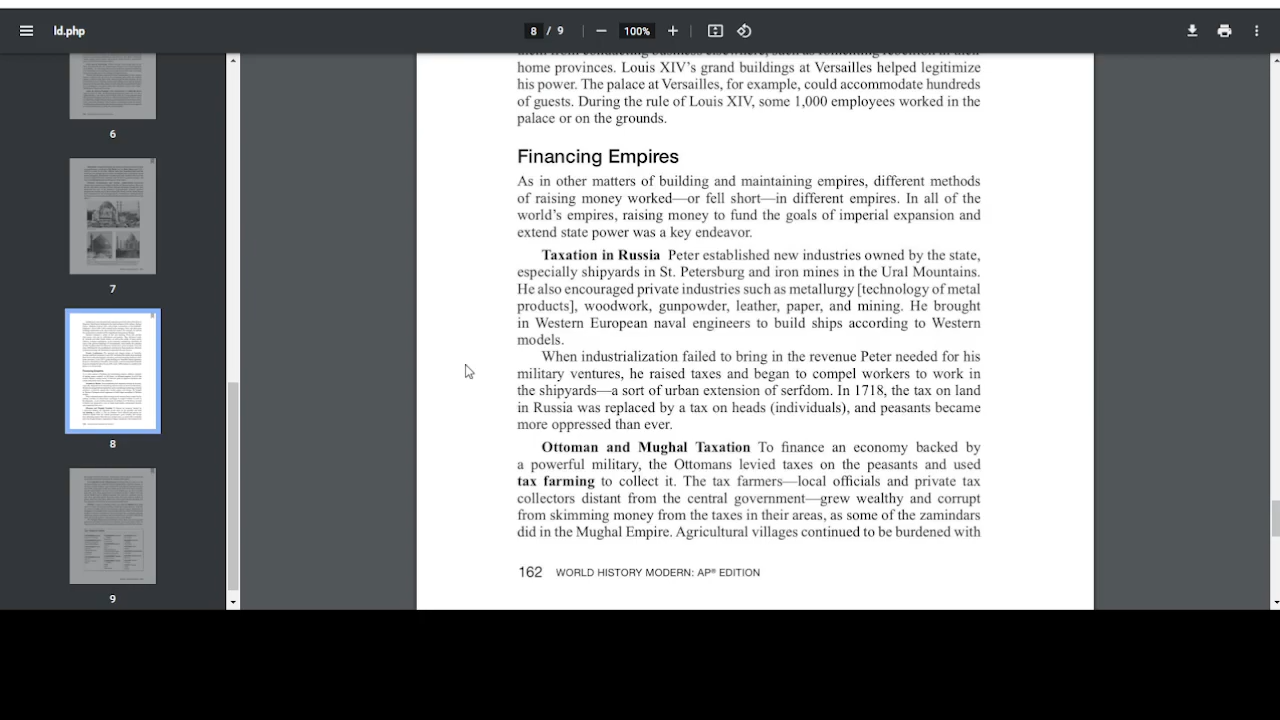 ld.php
8 / 9
100%
6
7
8
9
home provinces. Louis XIV's grand buildings at Versailles helped legitimize
his power. The palace at Versailles, for example, could accommodate hundreds
of guests. During the rule of Louis XIV, some 1,000 employees worked in the
palace or on the grounds.
Financing Empires
As in other matters of building and maintaining empires, different methods
of raising money worked—or fell short—in different empires. In all of the
world's empires, raising money to fund the goals of imperial expansion and
extend state power was a key endeavor.
Taxation in Russia Peter established new industries owned by the state,
especially shipyards in St. Petersburg and iron mines in the Ural Mountains.
He also encouraged private industries such as metallurgy [technology of metal
products], woodwork, gunpowder, leather, paper, and mining. He brought
in Western European naval engineers to build ships according to Western
models.
When industrialization failed to bring in the revenue Peter needed for his
military ventures, he raised taxes and began to compel workers to work in
the shipyards—a sort of urban extension of serfdom. In 1718, the tax on land
in Russia was replaced by a tax on heads (individuals), and peasants became
more oppressed than ever.
Ottoman and Mughal Taxation To finance an economy backed by
a powerful military, the Ottomans levied taxes on the peasants and used
tax farming to collect it. The tax farmers—local officials and private tax
collectors distant from the central government—grew wealthy and corrupt
from skimming money from the taxes in their areas, as some of the zamindars
did in the Mughal Empire. Agricultural villages continued to be burdened with
162 WORLD HISTORY MODERN: AP® EDITION